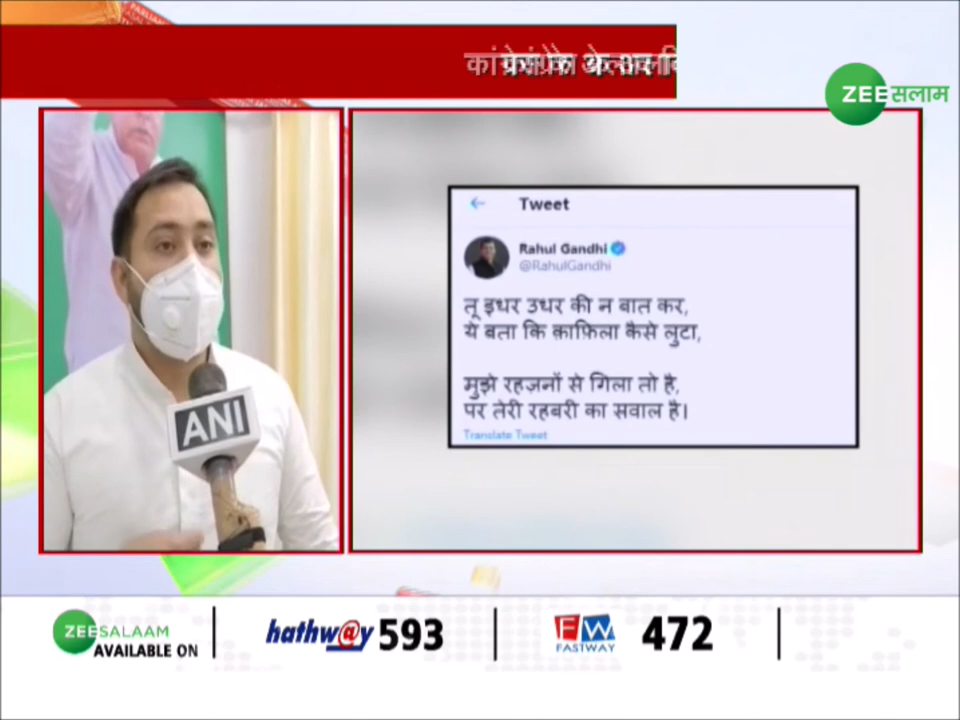 ZEE सलाम
Tweet
Rahul Gandhi
@RahulGandhi
तू इधर उधर की न बात कर,
ये बता कि क़ाफ़िला कैसे लुटा,
मुझे रहज़नों से गिला तो है,
पर तेरी रहबरी का सवाल है।
Translate Tweet
ANI
ZEE SALAAM
AVAILABLE ON
hathw@y 593
FW
FASTWAY
472